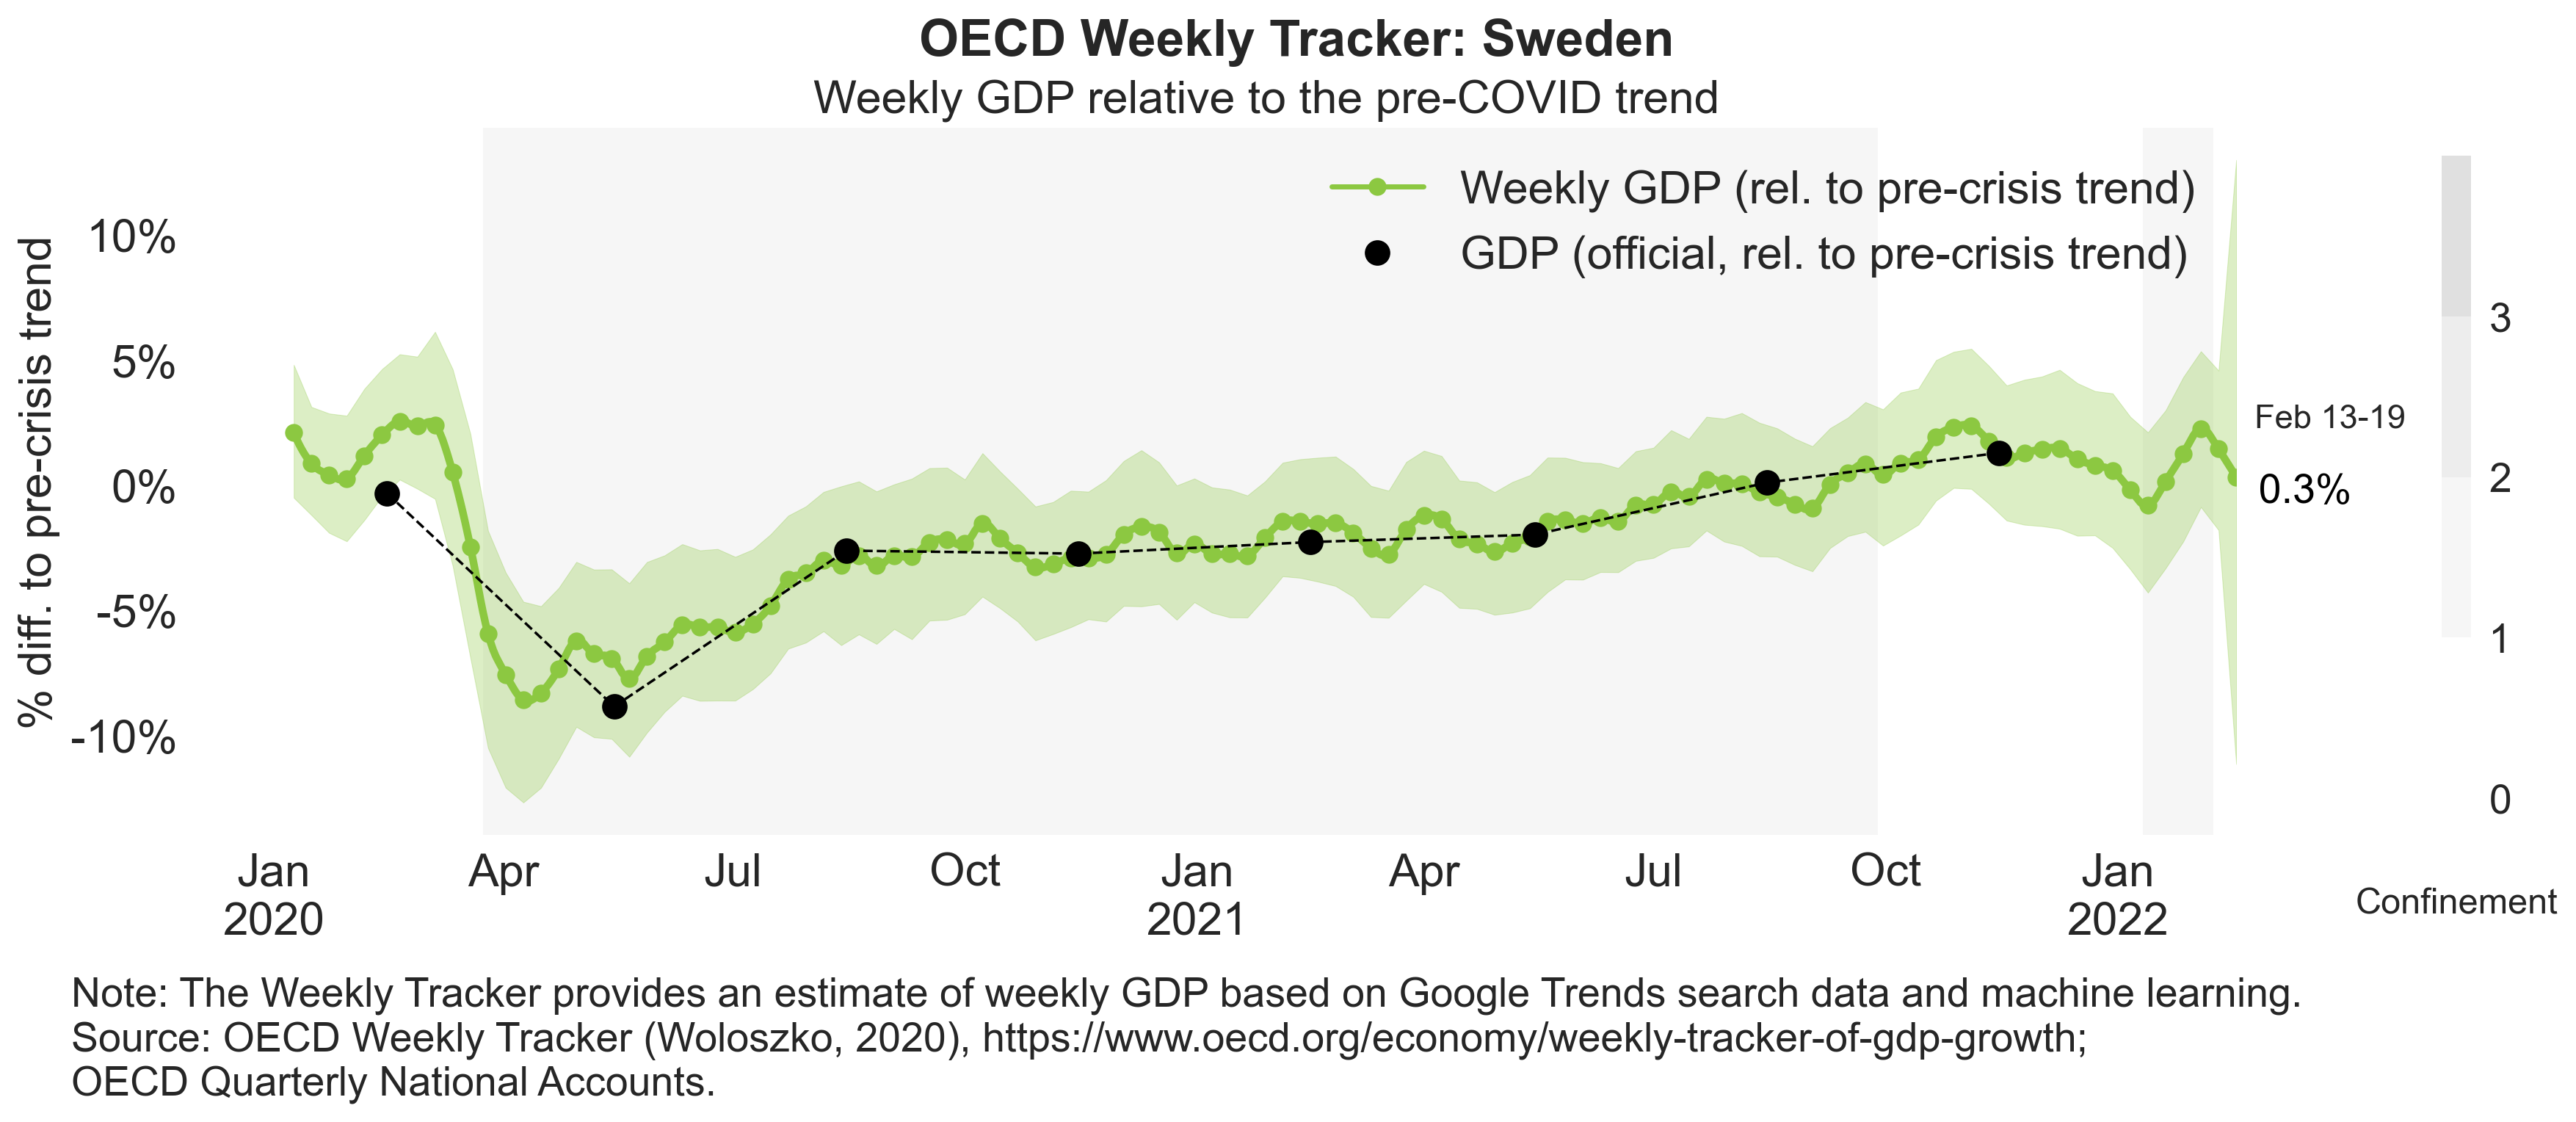 OECD Weekly Tracker: Sweden
Weekly GDP relative to the pre-COVID trend
Weekly GDP (rel. to pre-crisis trend)
GDP (official, rel. to pre-crisis trend)
% diff. to pre-crisis trend
10%
5%
0%
-5%
-10%
Feb 13-19
0.3%
3
2
1
0
Confinement
Jan Apr Jul Oct Jan Apr Jul Oct Jan
2020 2021 2022
Note: The Weekly Tracker provides an estimate of weekly GDP based on Google Trends search data and machine learning.
Source: OECD Weekly Tracker (Woloszko, 2020), https://www.oecd.org/economy/weekly-tracker-of-gdp-growth;
OECD Quarterly National Accounts.